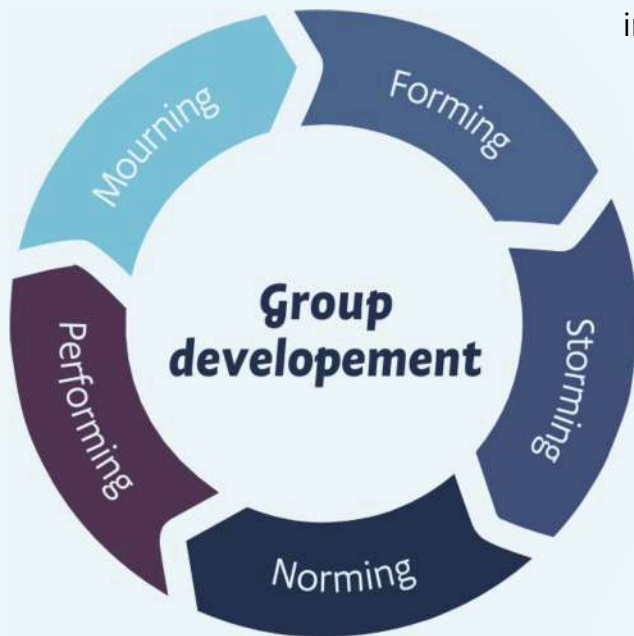 Group
developement
Forming
Storming
Norming
Performing
Mourning